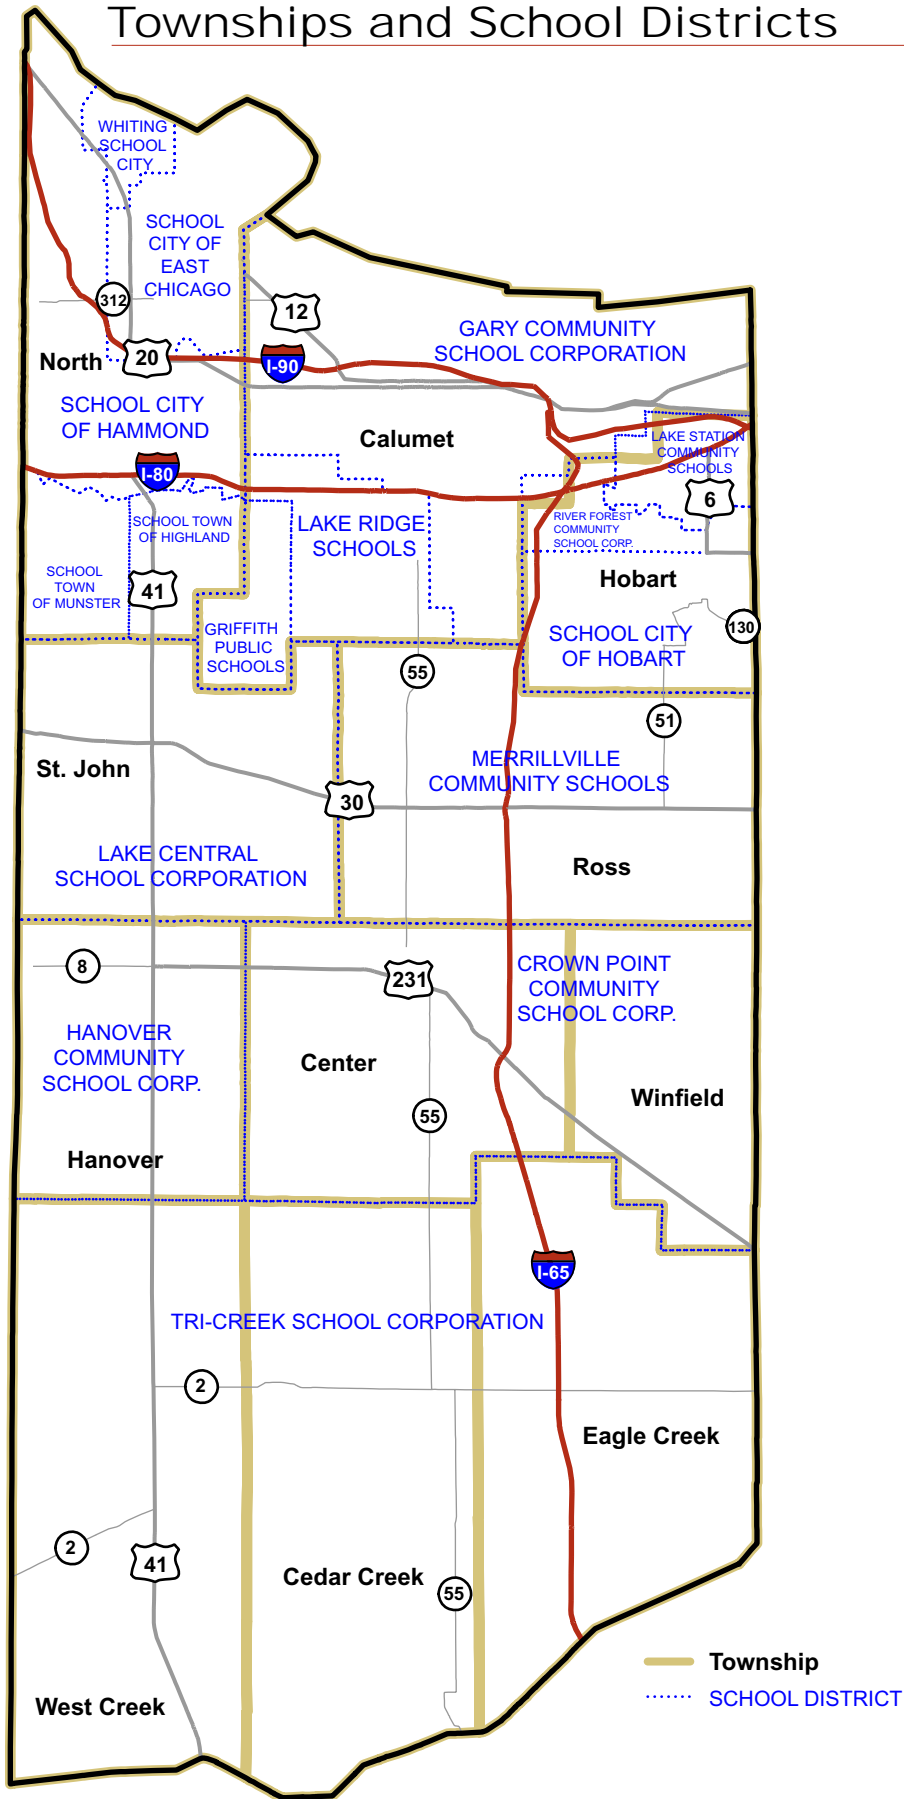 Townships and School Districts
WHITING
SCHOOL
CITY
SCHOOL
CITY OF
EAST
CHICAGO
312
12
GARY COMMUNITY
SCHOOL CORPORATION
North
20
I-90
SCHOOL CITY
OF HAMMOND
Calumet
LAKE STATION
COMMUNITY
SCHOOLS
I-80
6
SCHOOL TOWN
OF HIGHLAND
LAKE RIDGE
SCHOOLS
RIVER FOREST
COMMUNITY
SCHOOL CORP.
SCHOOL
TOWN
OF MUNSTER
41
Hobart
130
GRIFFITH
PUBLIC
SCHOOLS
SCHOOL CITY
OF HOBART
55
51
St. John
MERRILLVILLE
COMMUNITY SCHOOLS
30
LAKE CENTRAL
SCHOOL CORPORATION
Ross
8
231
CROWN POINT
COMMUNITY
SCHOOL CORP.
HANOVER
COMMUNITY
SCHOOL CORP.
Center
Winfield
55
Hanover
I-65
TRI-CREEK SCHOOL CORPORATION
2
Eagle Creek
2
41
Cedar Creek
55
West Creek
Township
SCHOOL DISTRICT